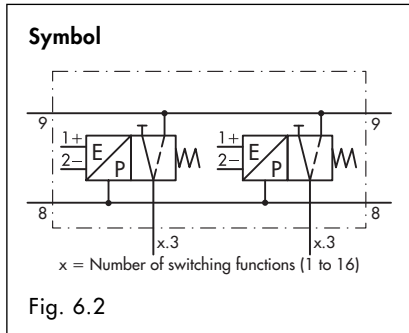 Symbol
9 9
1+ E 1+ E
2– P 2– P
8 8
x.3 x.3
x = Number of switching functions (1 to 16)
Fig. 6.2